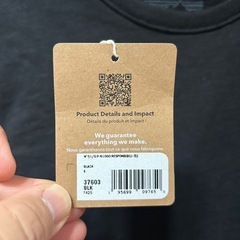 Product Details and Impact
Détails du produit et impact
We guarantee
everything we make.
Nous garantissons
tout ce que nous fabriquons.
BLACK
37603
BLK
FA25